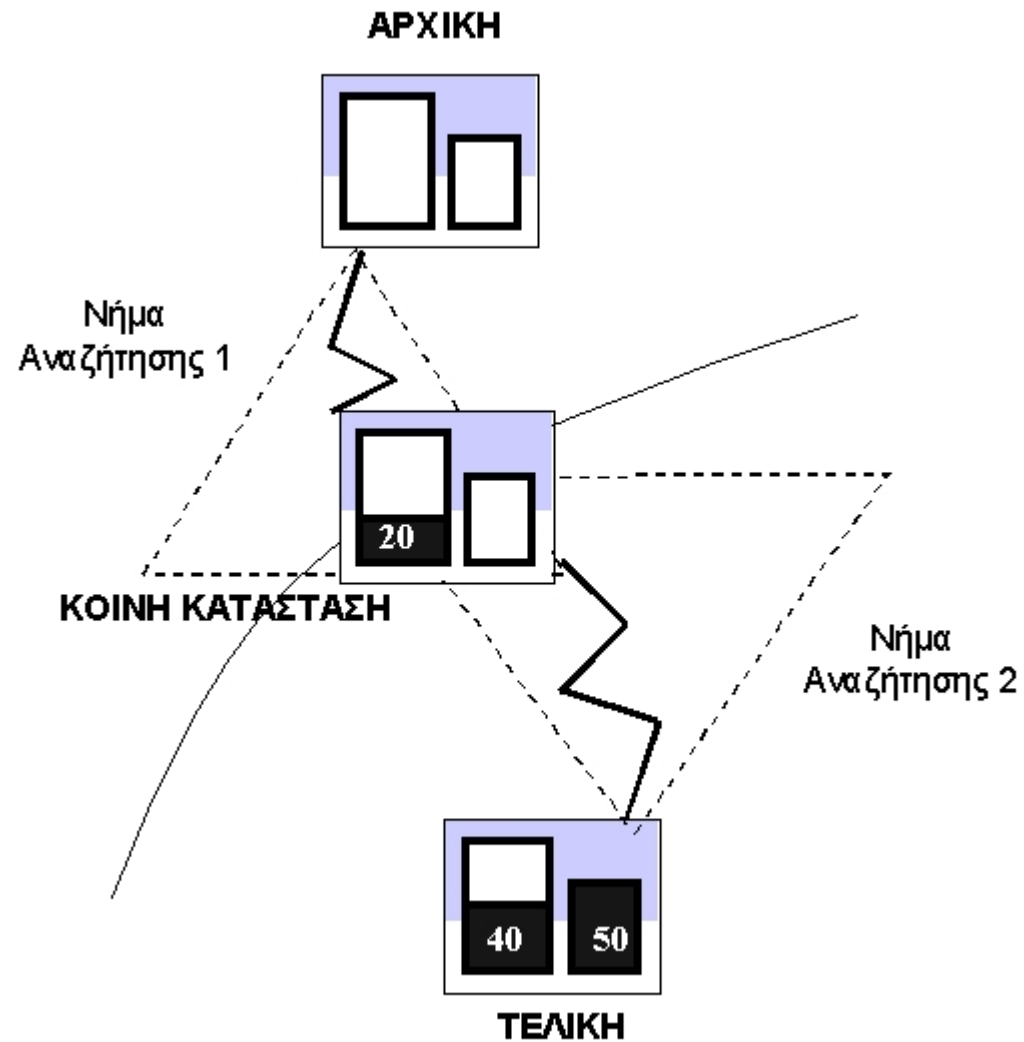 ΑΡΧΙΚΗ
Νήμα
Αναζήτησης 1
20
ΚΟΙΝΗ ΚΑΤΑΣΤΑΣΗ
Νήμα
Αναζήτησης 2
40
50
ΤΕΛΙΚΗ